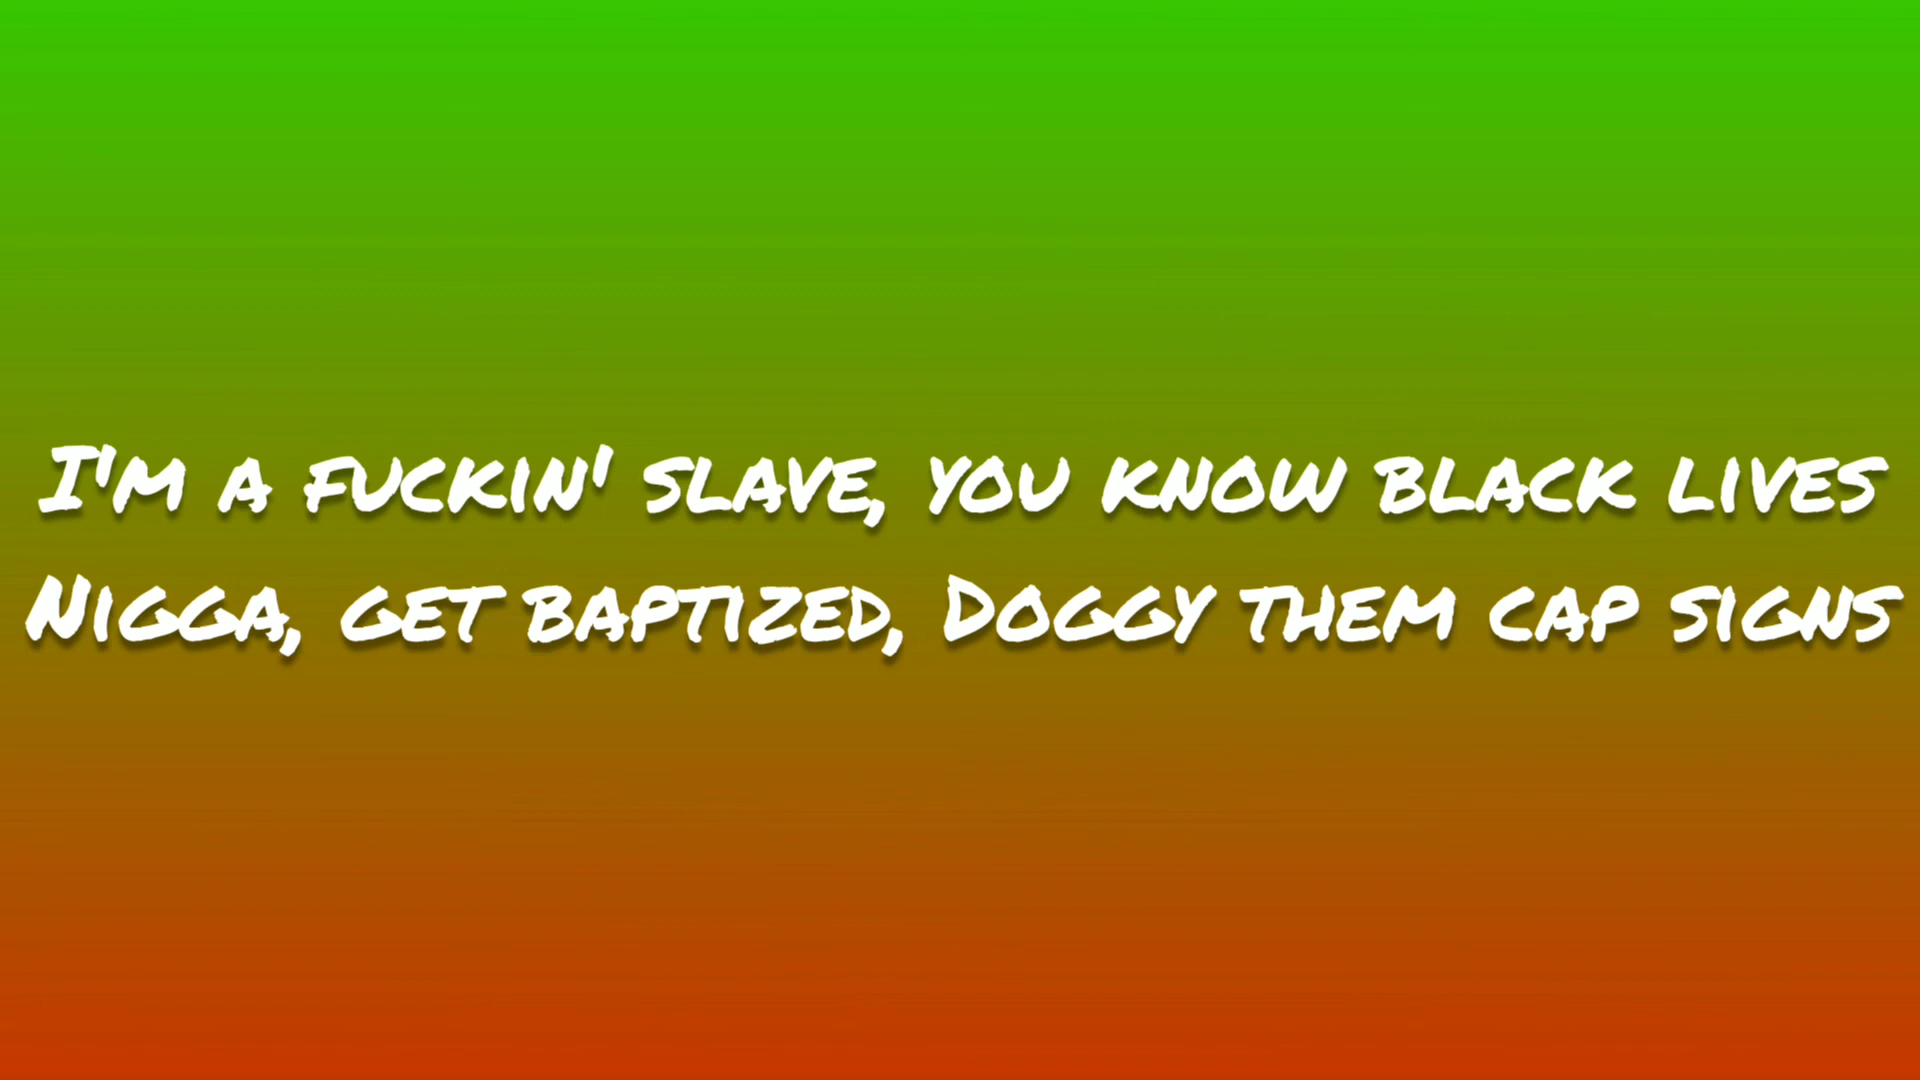 I'm a fuckin' slave, you know black lives
Nigga, get baptized, Doggy them cap signs